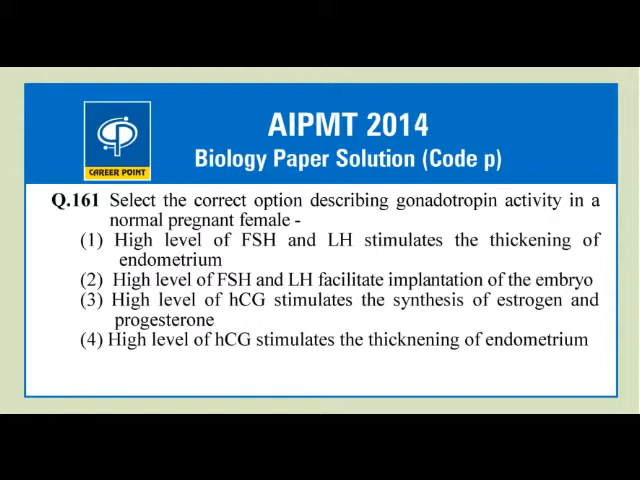 CAREER POINT
AIPMT 2014
Biology Paper Solution (Code p)
Q.161 Select the correct option describing gonadotropin activity in a
normal pregnant female -
(1) High level of FSH and LH stimulates the thickening of
endometrium
(2) High level of FSH and LH facilitate implantation of the embryo
(3) High level of hCG stimulates the synthesis of estrogen and
progesterone
(4) High level of hCG stimulates the thicknening of endometrium